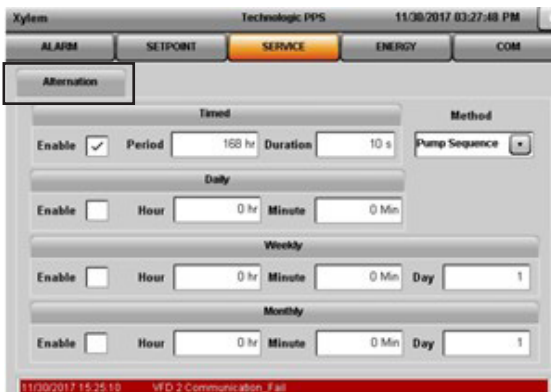 Xylem Technologic PPS 11/30/2017 03:27:48 PM
ALARM SETPOINT SERVICE ENERGY COM
Alternation
Timed Method
Enable Period 168 hr Duration 10 s Pump Sequence
Daily
Enable Hour 0 hr Minute 0 Min
Weekly
Enable Hour 0 hr Minute 0 Min Day 1
Monthly
Enable Hour 0 hr Minute 0 Min Day 1
11/30/2017 15:25:10 VFD 2 Communication_Fail